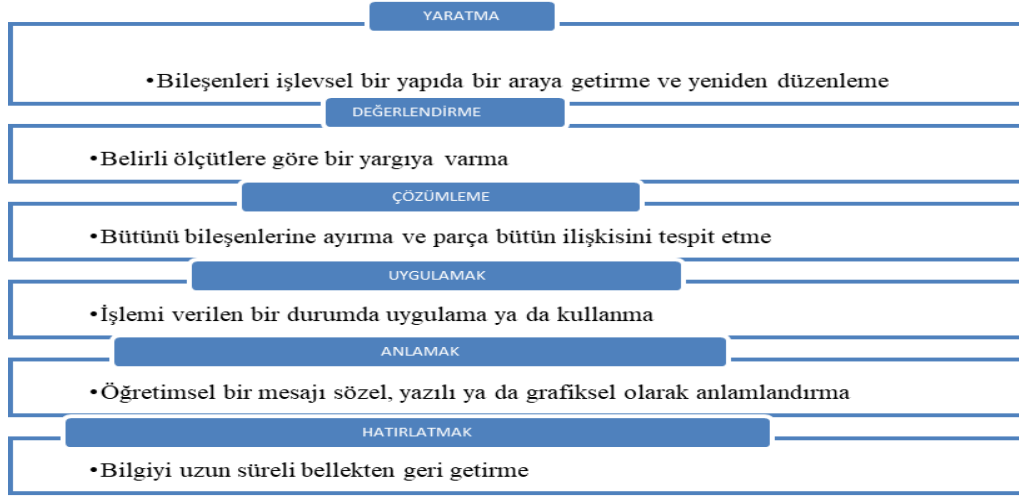 YARATMA
•Bileşenleri işlevsel bir yapıda bir araya getirme ve yeniden düzenleme
DEĞERLENDİRME
•Belirli ölçütlere göre bir yargıya varma
ÇÖZÜMLEME
•Bütünü bileşenlerine ayırma ve parça bütün ilişkisini tespit etme
UYGULAMAK
•İşlemi verilen bir durumda uygulama ya da kullanma
ANLAMAK
•Öğretimsel bir mesajı sözel, yazılı ya da grafiksel olarak anlamlandırma
HATIRLATMAK
•Bilgiyi uzun süreli bellekten geri getirme